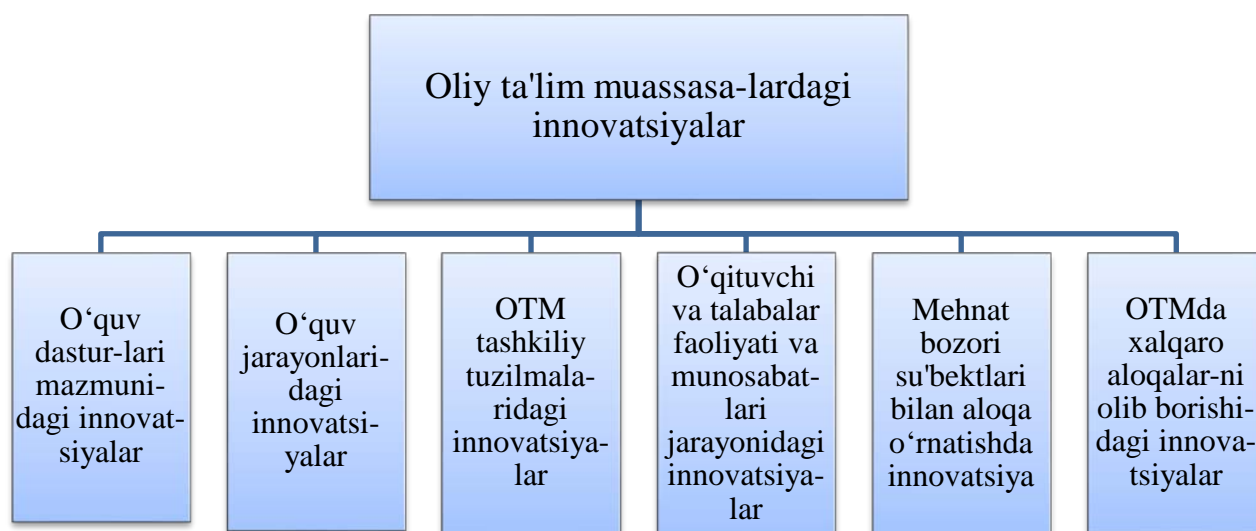 Oliy ta'lim muassasa-lardagi
innovatsiyalar
O‘quv
dastur-lari
mazmuni-
dagi innovat-
siyalar
O‘quv
jarayonlari-
dagi
innovatsi-
yalar
OTM
tashkiliy
tuzilmala-
ridagi
innovatsiya-
lar
O‘qituvchi
va talabalar
faoliyati va
munosabat-
lari
jarayonidagi
innovatsiya-
lar
Mehnat
bozori
su'bektlari
bilan aloqa
o‘rnatishda
innovatsiya
OTMda
xalqaro
aloqalar-ni
olib borishi-
dagi innova-
tsiyalar